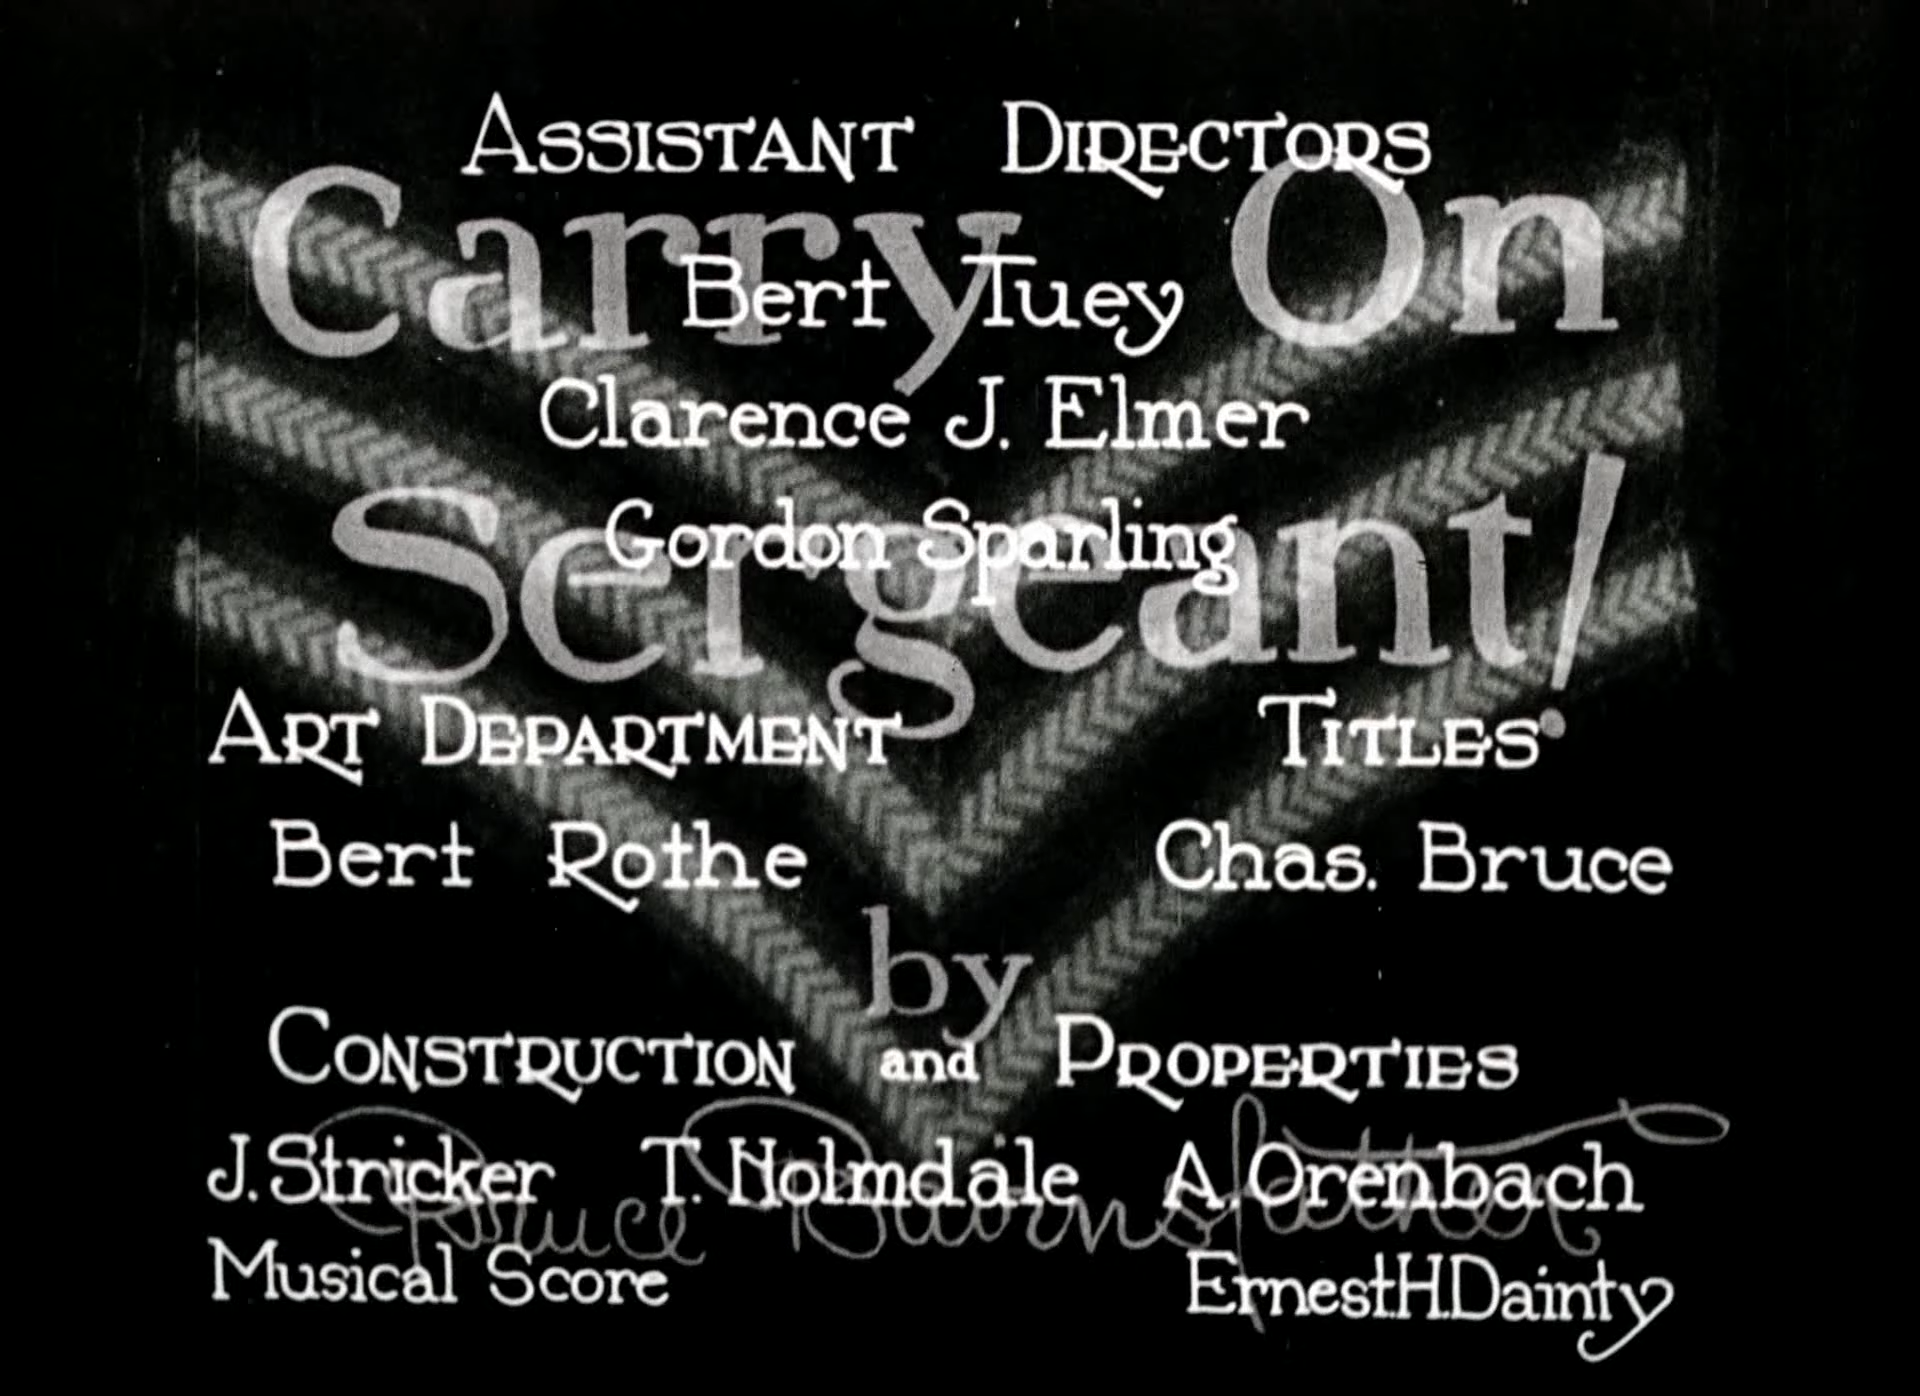 Assistant Directors
Carry On
Bert Tuey
Clarence J. Elmer
Gordon Sparling
Sergeant!
Art Department Titles
Bert Rothe Chas. Bruce
by
Construction and Properties
J. Stricker T. Holmdale A. Orenbach
Bruce Bairnsfather
Musical Score Ernest.H.Dainty